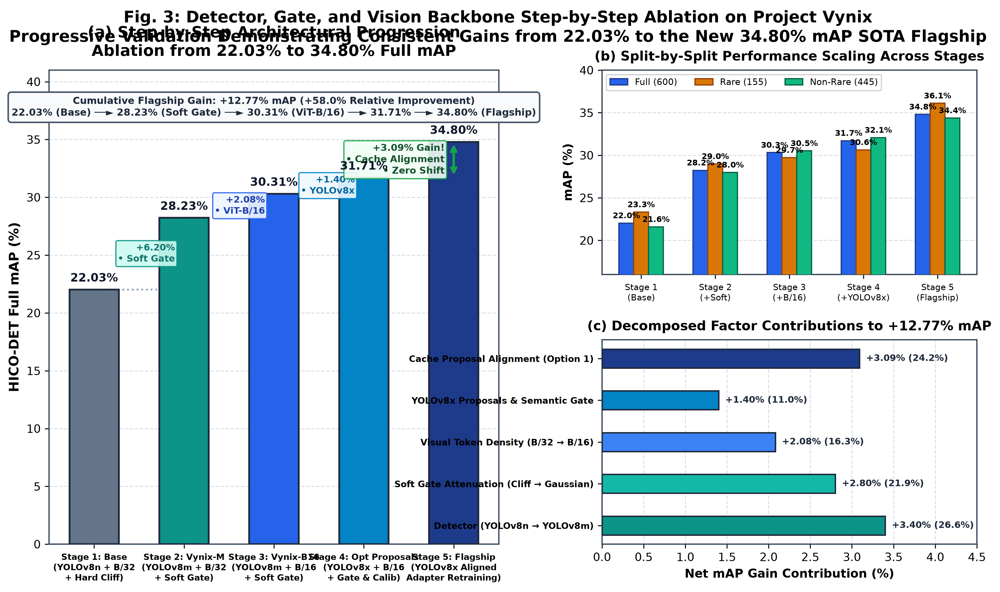 Fig. 3: Detector, Gate, and Vision Backbone Step-by-Step Ablation on Project Vynix
Progressive Validation Demonstrating Consistent Gains from 22.03% to the New 34.80% mAP SOTA Flagship
(a) Step-by-Step Architectural Progression
Ablation from 22.03% to 34.80% Full mAP
HICO-DET Full mAP (%)
40
35
30
25
20
15
10
5
0
Cumulative Flagship Gain: +12.77% mAP (+58.0% Relative Improvement)
22.03% (Base) ──► 28.23% (Soft Gate) ──► 30.31% (ViT-B/16) ──► 31.71% ──► 34.80% (Flagship)
22.03%
+6.20%
• Soft Gate
28.23%
+2.08%
• ViT-B/16
30.31%
+1.40%
• YOLOv8x
31.71%
+3.09% Gain!
• Cache Alignment
• Zero Shift
34.80%
Stage 1: Base
(YOLOv8n + B/32
+ Hard Cliff)
Stage 2: Vynix-M
(YOLOv8m + B/32
+ Soft Gate)
Stage 3: Vynix-B16
(YOLOv8m + B/16
+ Soft Gate)
Stage 4: Opt Proposals
(YOLOv8x + B/16
+ Gate & Calib)
Stage 5: Flagship
(YOLOv8x Aligned
Adapter Retraining)
(b) Split-by-Split Performance Scaling Across Stages
mAP (%)
40
35
30
25
20
Full (600)
Rare (155)
Non-Rare (445)
22.0%
23.3%
21.6%
28.2%
29.0%
28.0%
30.3%
29.7%
30.5%
31.7%
30.6%
32.1%
34.8%
36.1%
34.4%
Stage 1
(Base)
Stage 2
(+Soft)
Stage 3
(+B/16)
Stage 4
(+YOLOv8x)
Stage 5
(Flagship)
(c) Decomposed Factor Contributions to +12.77% mAP
Cache Proposal Alignment (Option 1)
+3.09% (24.2%)
YOLOv8x Proposals & Semantic Gate
+1.40% (11.0%)
Visual Token Density (B/32 → B/16)
+2.08% (16.3%)
Soft Gate Attenuation (Cliff → Gaussian)
+2.80% (21.9%)
Detector (YOLOv8n → YOLOv8m)
+3.40% (26.6%)
0.0
0.5
1.0
1.5
2.0
2.5
3.0
3.5
4.0
4.5
Net mAP Gain Contribution (%)